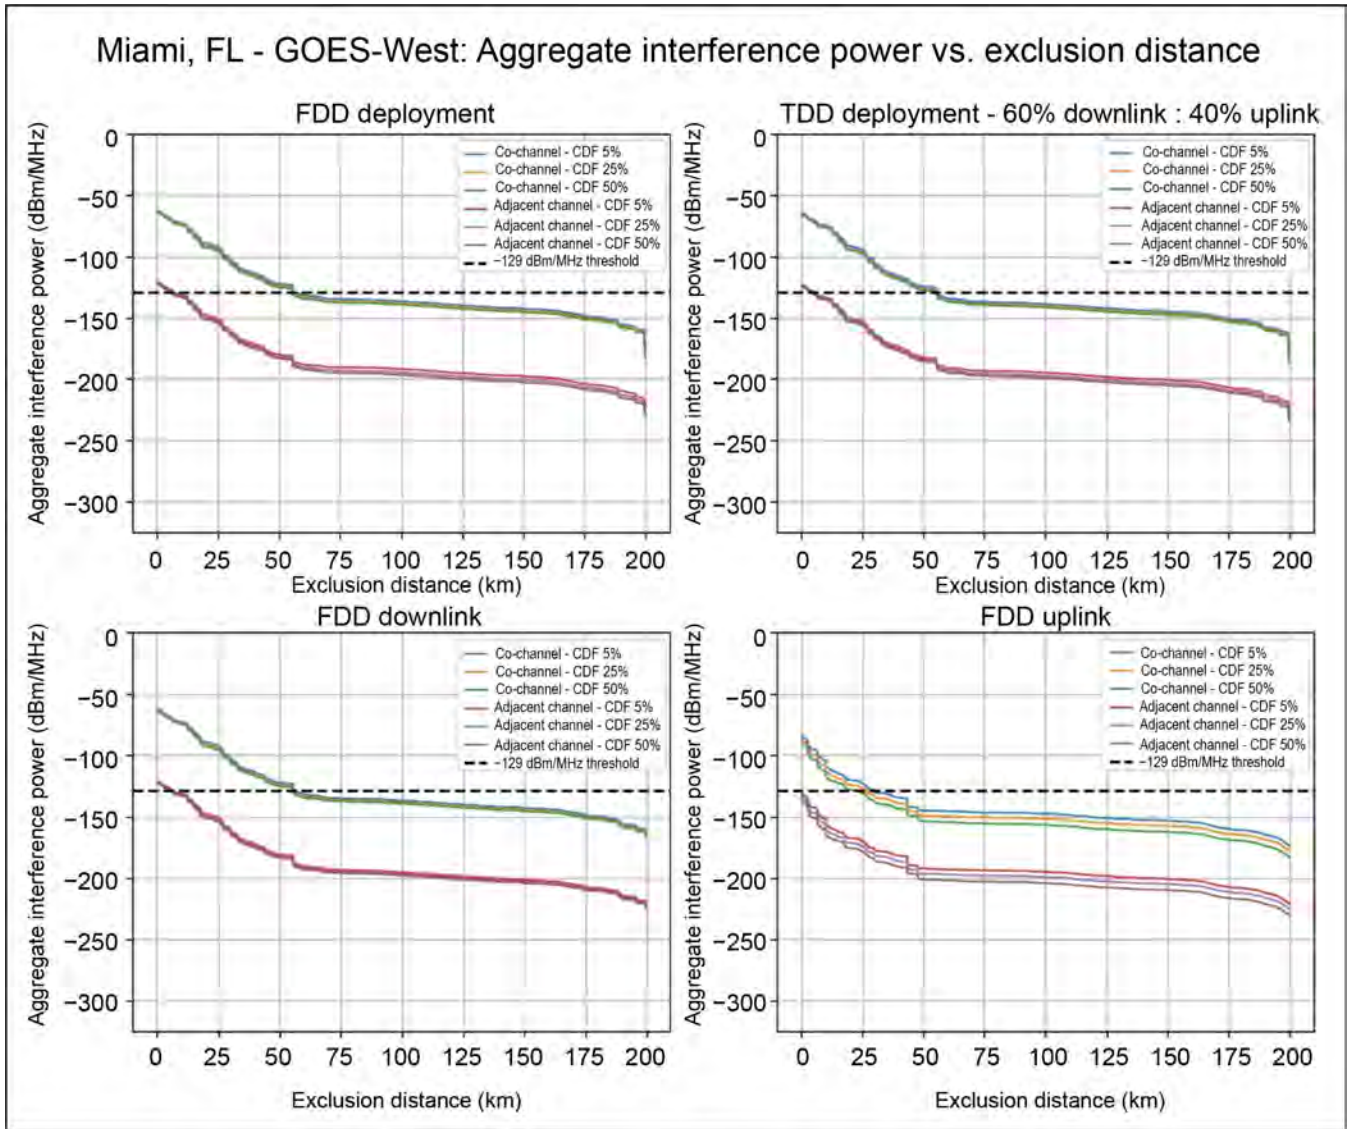 Miami, FL - GOES-West: Aggregate interference power vs. exclusion distance
FDD deployment
Aggregate interference power (dBm/MHz)
0
−50
−100
−150
−200
−250
−300
Co-channel - CDF 5%
Co-channel - CDF 25%
Co-channel - CDF 50%
Adjacent channel - CDF 5%
Adjacent channel - CDF 25%
Adjacent channel - CDF 50%
−129 dBm/MHz threshold
0 25 50 75 100 125 150 175 200
Exclusion distance (km)
TDD deployment - 60% downlink : 40% uplink
Aggregate interference power (dBm/MHz)
0
−50
−100
−150
−200
−250
−300
Co-channel - CDF 5%
Co-channel - CDF 25%
Co-channel - CDF 50%
Adjacent channel - CDF 5%
Adjacent channel - CDF 25%
Adjacent channel - CDF 50%
−129 dBm/MHz threshold
0 25 50 75 100 125 150 175 200
Exclusion distance (km)
FDD downlink
Aggregate interference power (dBm/MHz)
0
−50
−100
−150
−200
−250
−300
Co-channel - CDF 5%
Co-channel - CDF 25%
Co-channel - CDF 50%
Adjacent channel - CDF 5%
Adjacent channel - CDF 25%
Adjacent channel - CDF 50%
−129 dBm/MHz threshold
0 25 50 75 100 125 150 175 200
Exclusion distance (km)
FDD uplink
Aggregate interference power (dBm/MHz)
0
−50
−100
−150
−200
−250
−300
Co-channel - CDF 5%
Co-channel - CDF 25%
Co-channel - CDF 50%
Adjacent channel - CDF 5%
Adjacent channel - CDF 25%
Adjacent channel - CDF 50%
−129 dBm/MHz threshold
0 25 50 75 100 125 150 175 200
Exclusion distance (km)